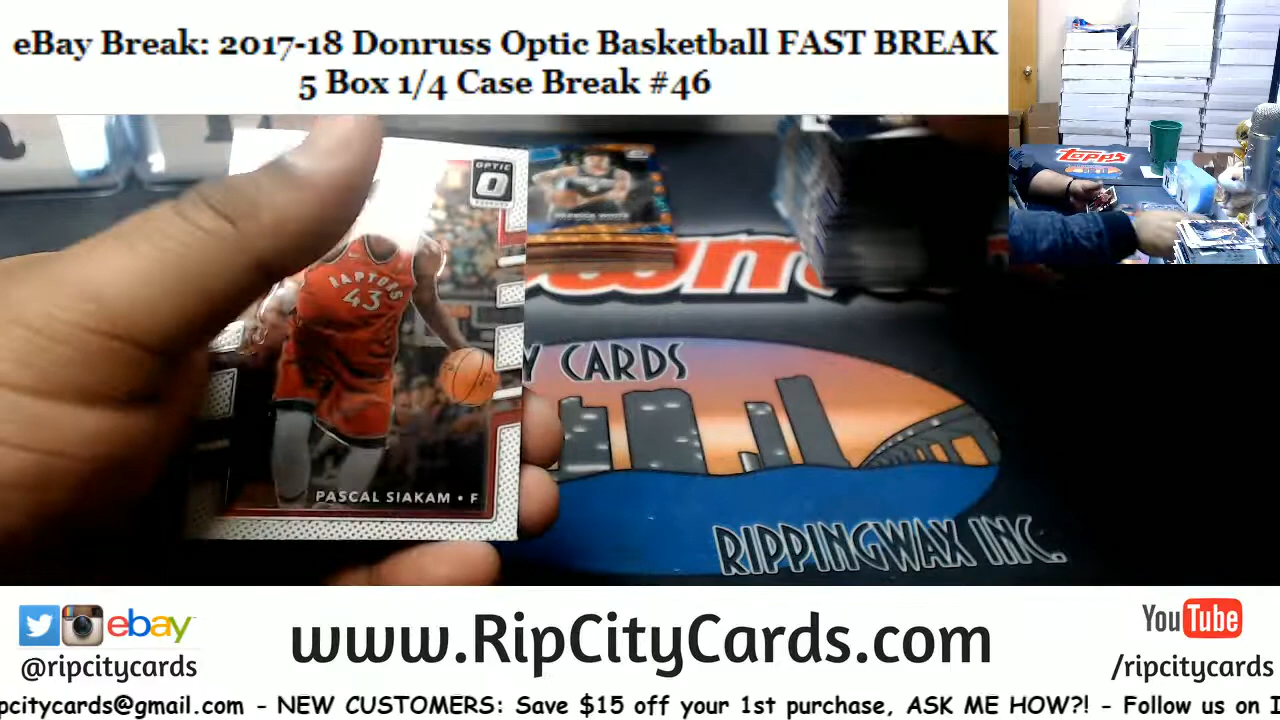 eBay Break: 2017-18 Donruss Optic Basketball FAST BREAK
5 Box 1/4 Case Break #46
OPTIC
RAPTORS
43
PASCAL SIAKAM • F
Y CARDS
RIPPINGWAX INC.
TOPPS
ebay
@ripcitycards
www.RipCityCards.com
YouTube
/ripcitycards
pcitycards@gmail.com - NEW CUSTOMERS: Save $15 off your 1st purchase, ASK ME HOW?! - Follow us on I